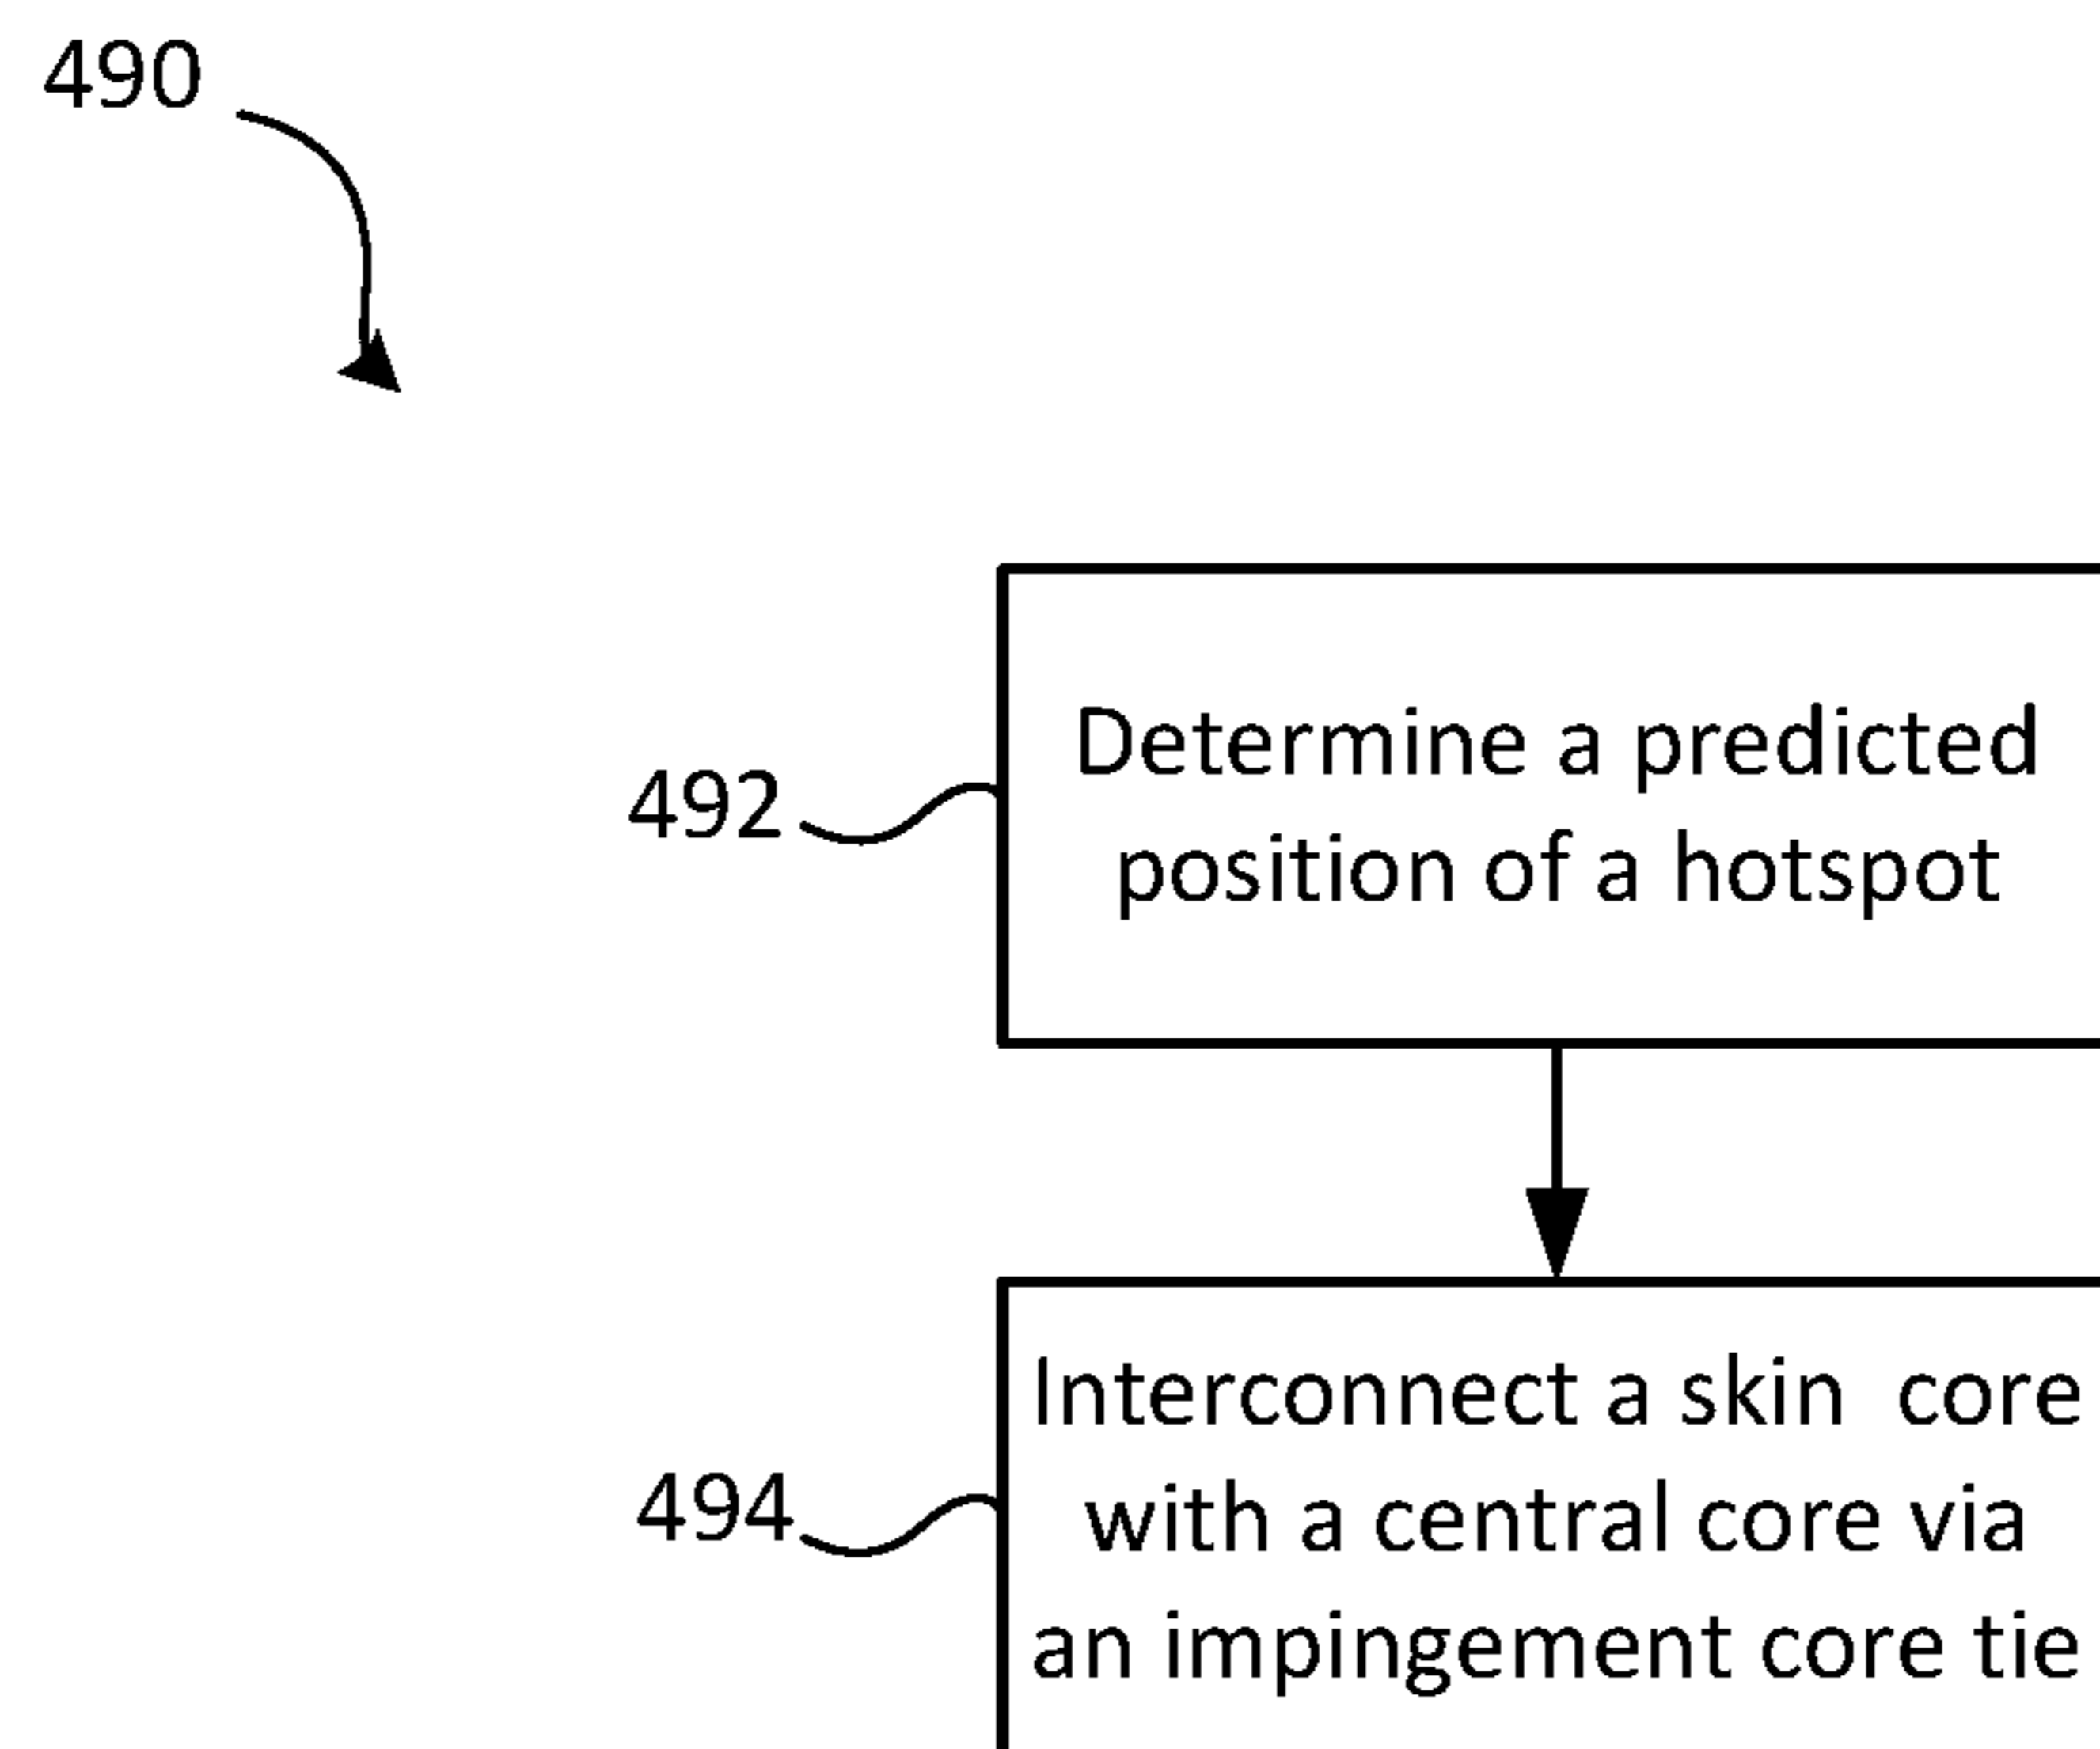 490
492
Determine a predicted
position of a hotspot
494
Interconnect a skin  core
with a central core via
an impingement core tie